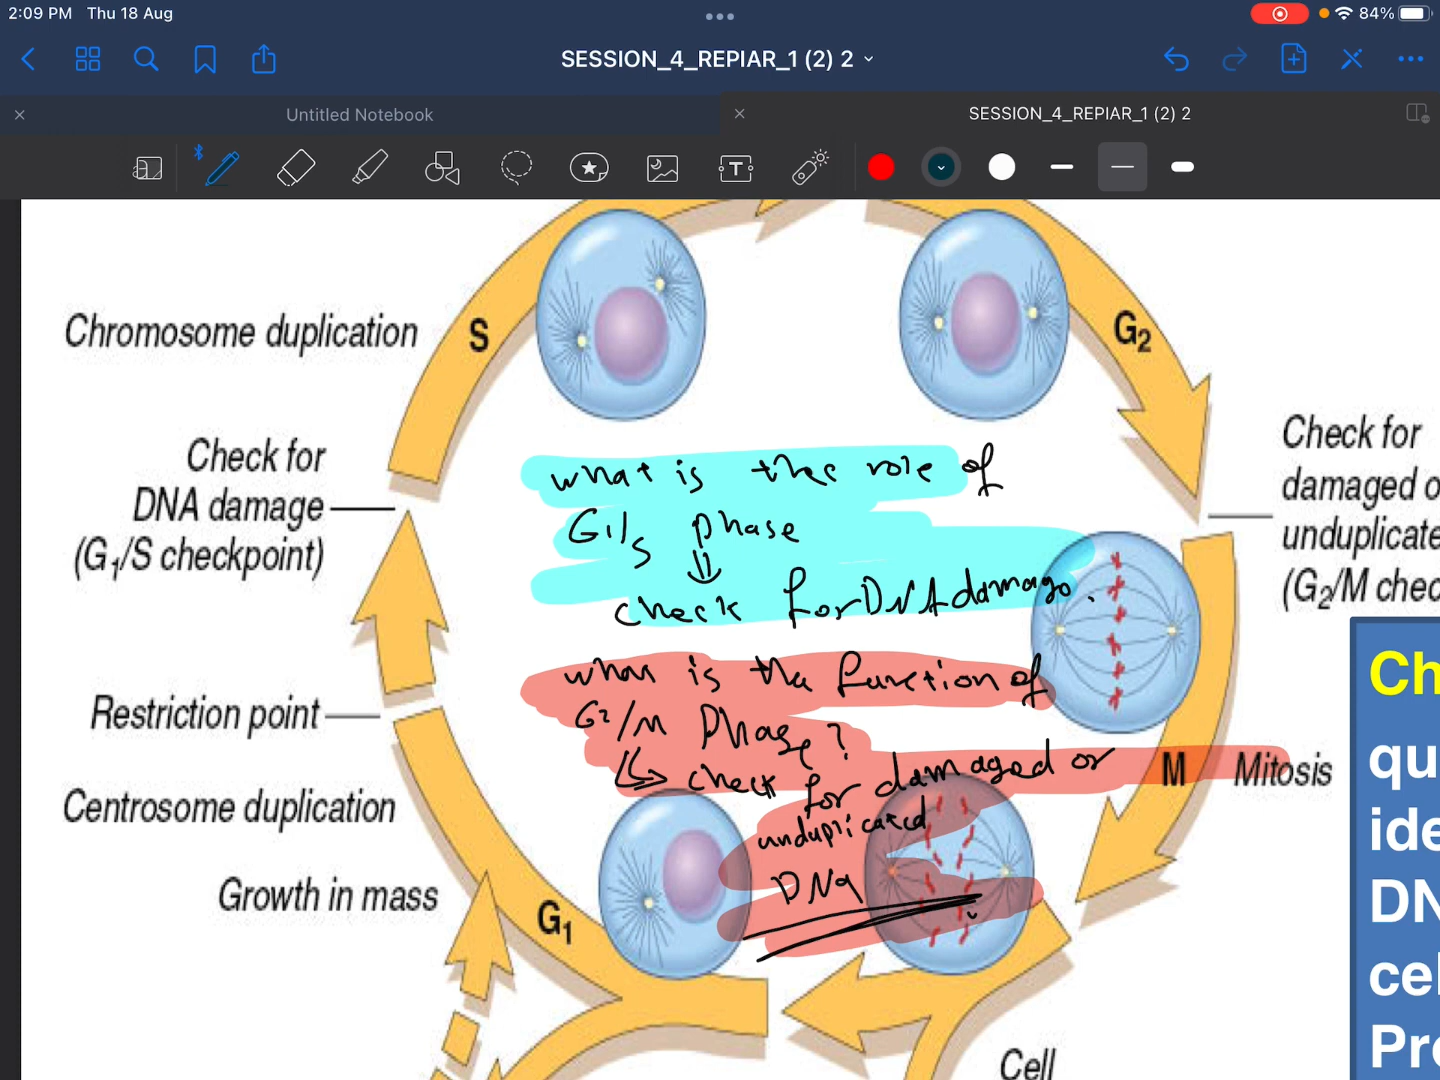 2:09 PM Thu 18 Aug
84%
SESSION_4_REPIAR_1 (2) 2
Untitled Notebook
SESSION_4_REPIAR_1 (2) 2
T
S
G2
Chromosome duplication
Check for
DNA damage
(G1/S checkpoint)
Check for
damaged o
unduplicate
(G2/M chec
what is the role of
G1/S phase
check for DNA damage.
Restriction point
what is the function of
G2/M Phase?
check for damaged or
unduplicated
DNA
M Mitosis
Centrosome duplication
Growth in mass
G1
Cell
Ch
qu
ide
DN
cel
Pro